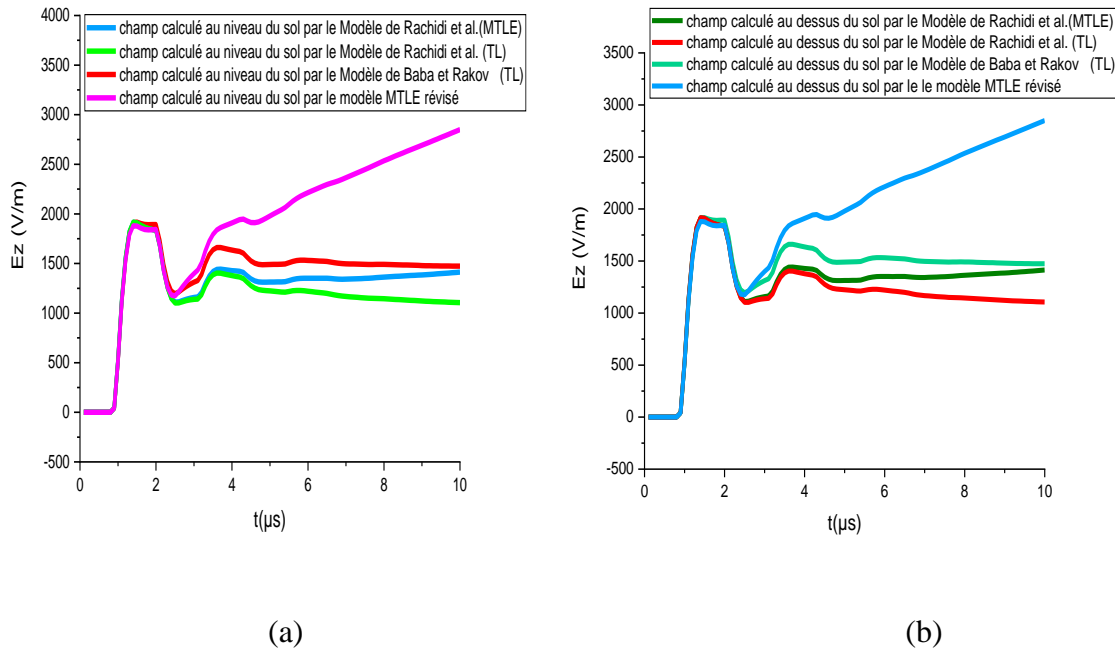 champ calculé au niveau du sol par le Modèle de Rachidi et al.(MTLE)
champ calculé au niveau du sol par le Modèle de Rachidi et al. (TL)
champ calculé au niveau du sol par le Modèle de Baba et Rakov (TL)
champ calculé au niveau du sol par le modèle MTLE révisé
4000
3500
3000
2500
2000
1500
1000
500
0
-500
Ez (V/m)
0 2 4 6 8 10
t(µs)
(a)
champ calculé au dessus du sol par le Modèle de Rachidi et al.(MTLE)
champ calculé au dessus du sol par le Modèle de Rachidi et al. (TL)
champ calculé au dessus du sol par le Modèle de Baba et Rakov (TL)
champ calculé au dessus du sol par le le modèle MTLE révisé
3500
3000
2500
2000
1500
1000
500
0
-500
Ez (V/m)
0 2 4 6 8 10
t(µs)
(b)